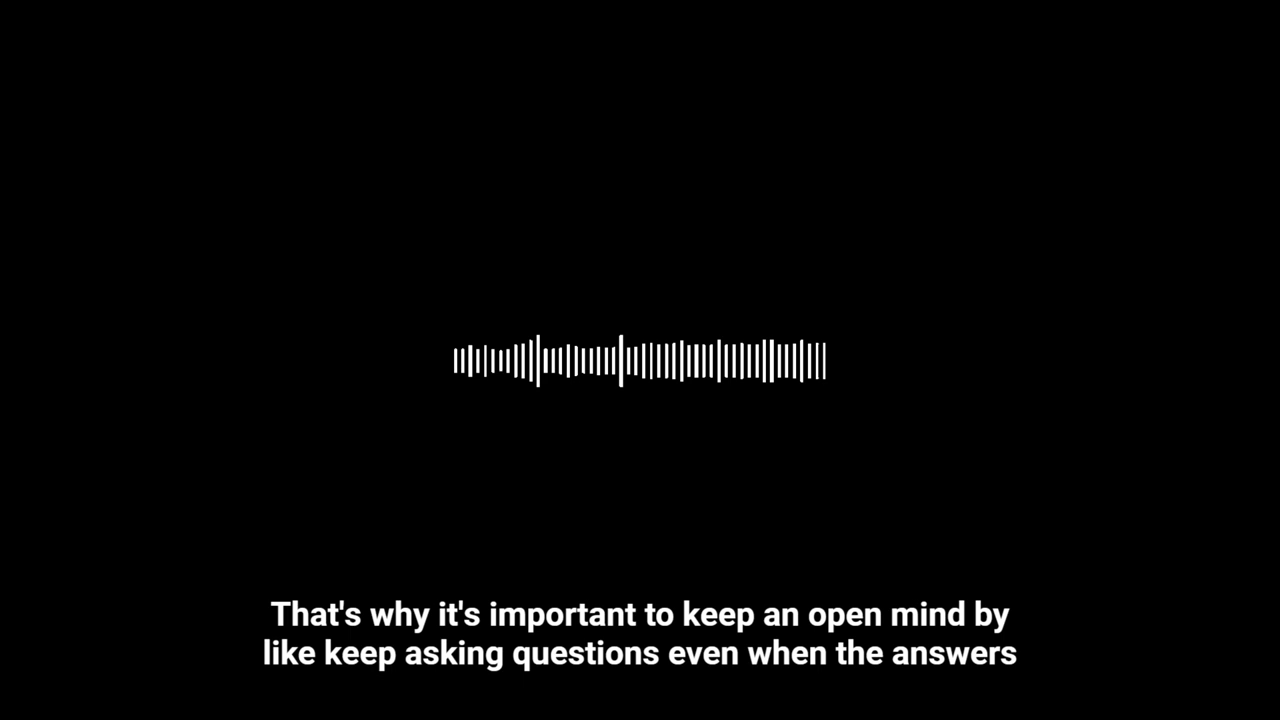 That's why it's important to keep an open mind by
like keep asking questions even when the answers